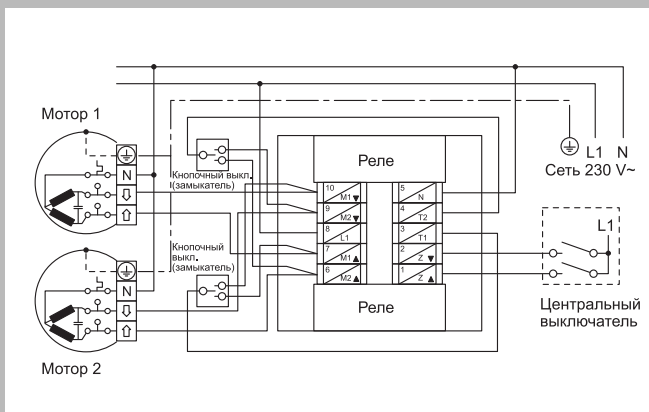 Мотор 1
N
Кнопочный выкл.
(замыкатель)
Кнопочный
выкл.
(замыкатель)
N
Мотор 2
Реле
10 M1▼
5 N
9 M2▼
4 T2
8 L1
3 T1
7 M1▲
2 Z▼
6 M2▲
1 Z▲
Реле
L1 N
Сеть 230 V~
L1
Центральный
выключатель